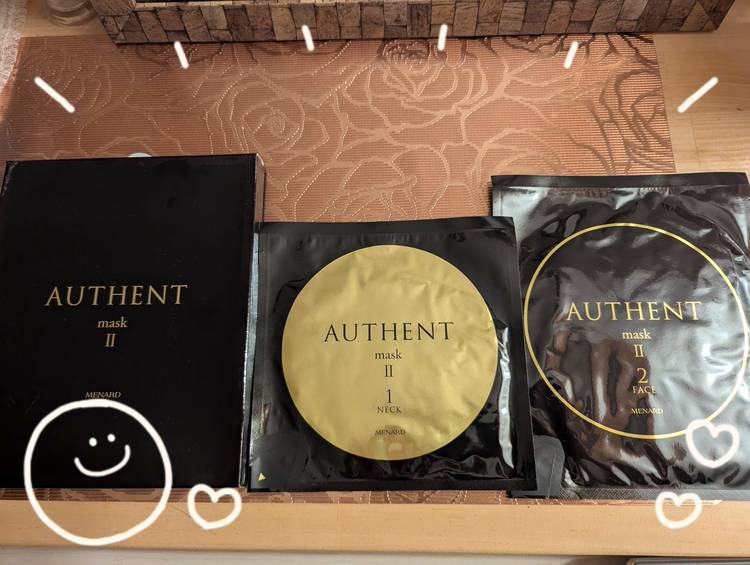 AUTHENT
mask
II
MENARD
AUTHENT
mask
II
1
NECK
MENARD
AUTHENT
mask
II
2
FACE
MENARD